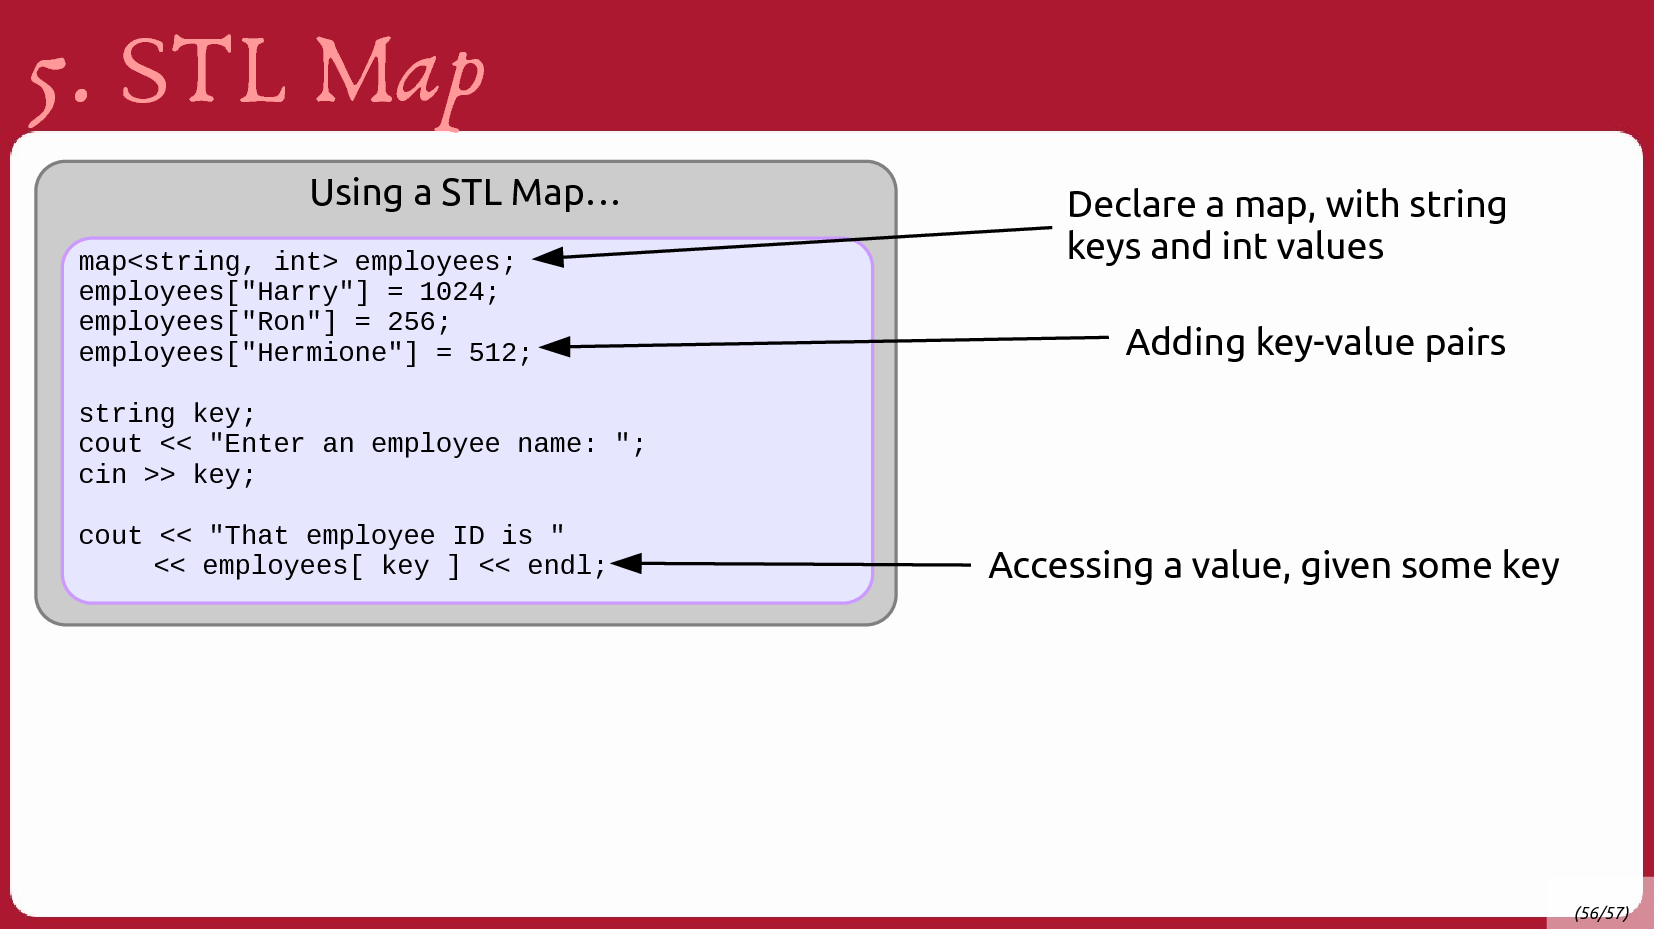 5. STL Map
Using a STL Map...
map<string, int> employees;
employees["Harry"] = 1024;
employees["Ron"] = 256;
employees["Hermione"] = 512;
string key;
cout << "Enter an employee name: ";
cin >> key;
cout << "That employee ID is "
<< employees[ key ] << endl;
Declare a map, with string
keys and int values
Adding key-value pairs
Accessing a value, given some key
(56/57)